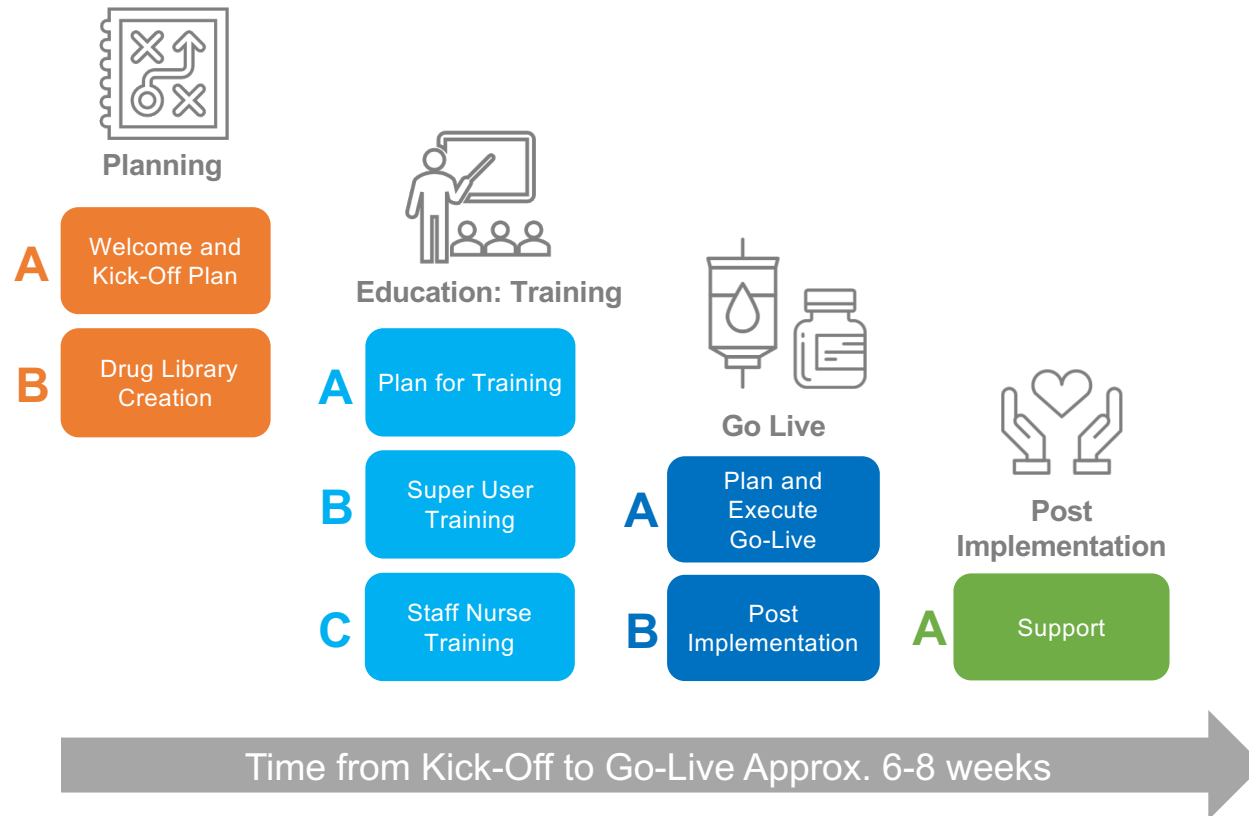 Planning
A
Welcome and
Kick-Off Plan
B
Drug Library
Creation
Education: Training
A
Plan for Training
B
Super User
Training
C
Staff Nurse
Training
Go Live
A
Plan and
Execute
Go-Live
B
Post
Implementation
Post
Implementation
A
Support
Time from Kick-Off to Go-Live Approx. 6-8 weeks